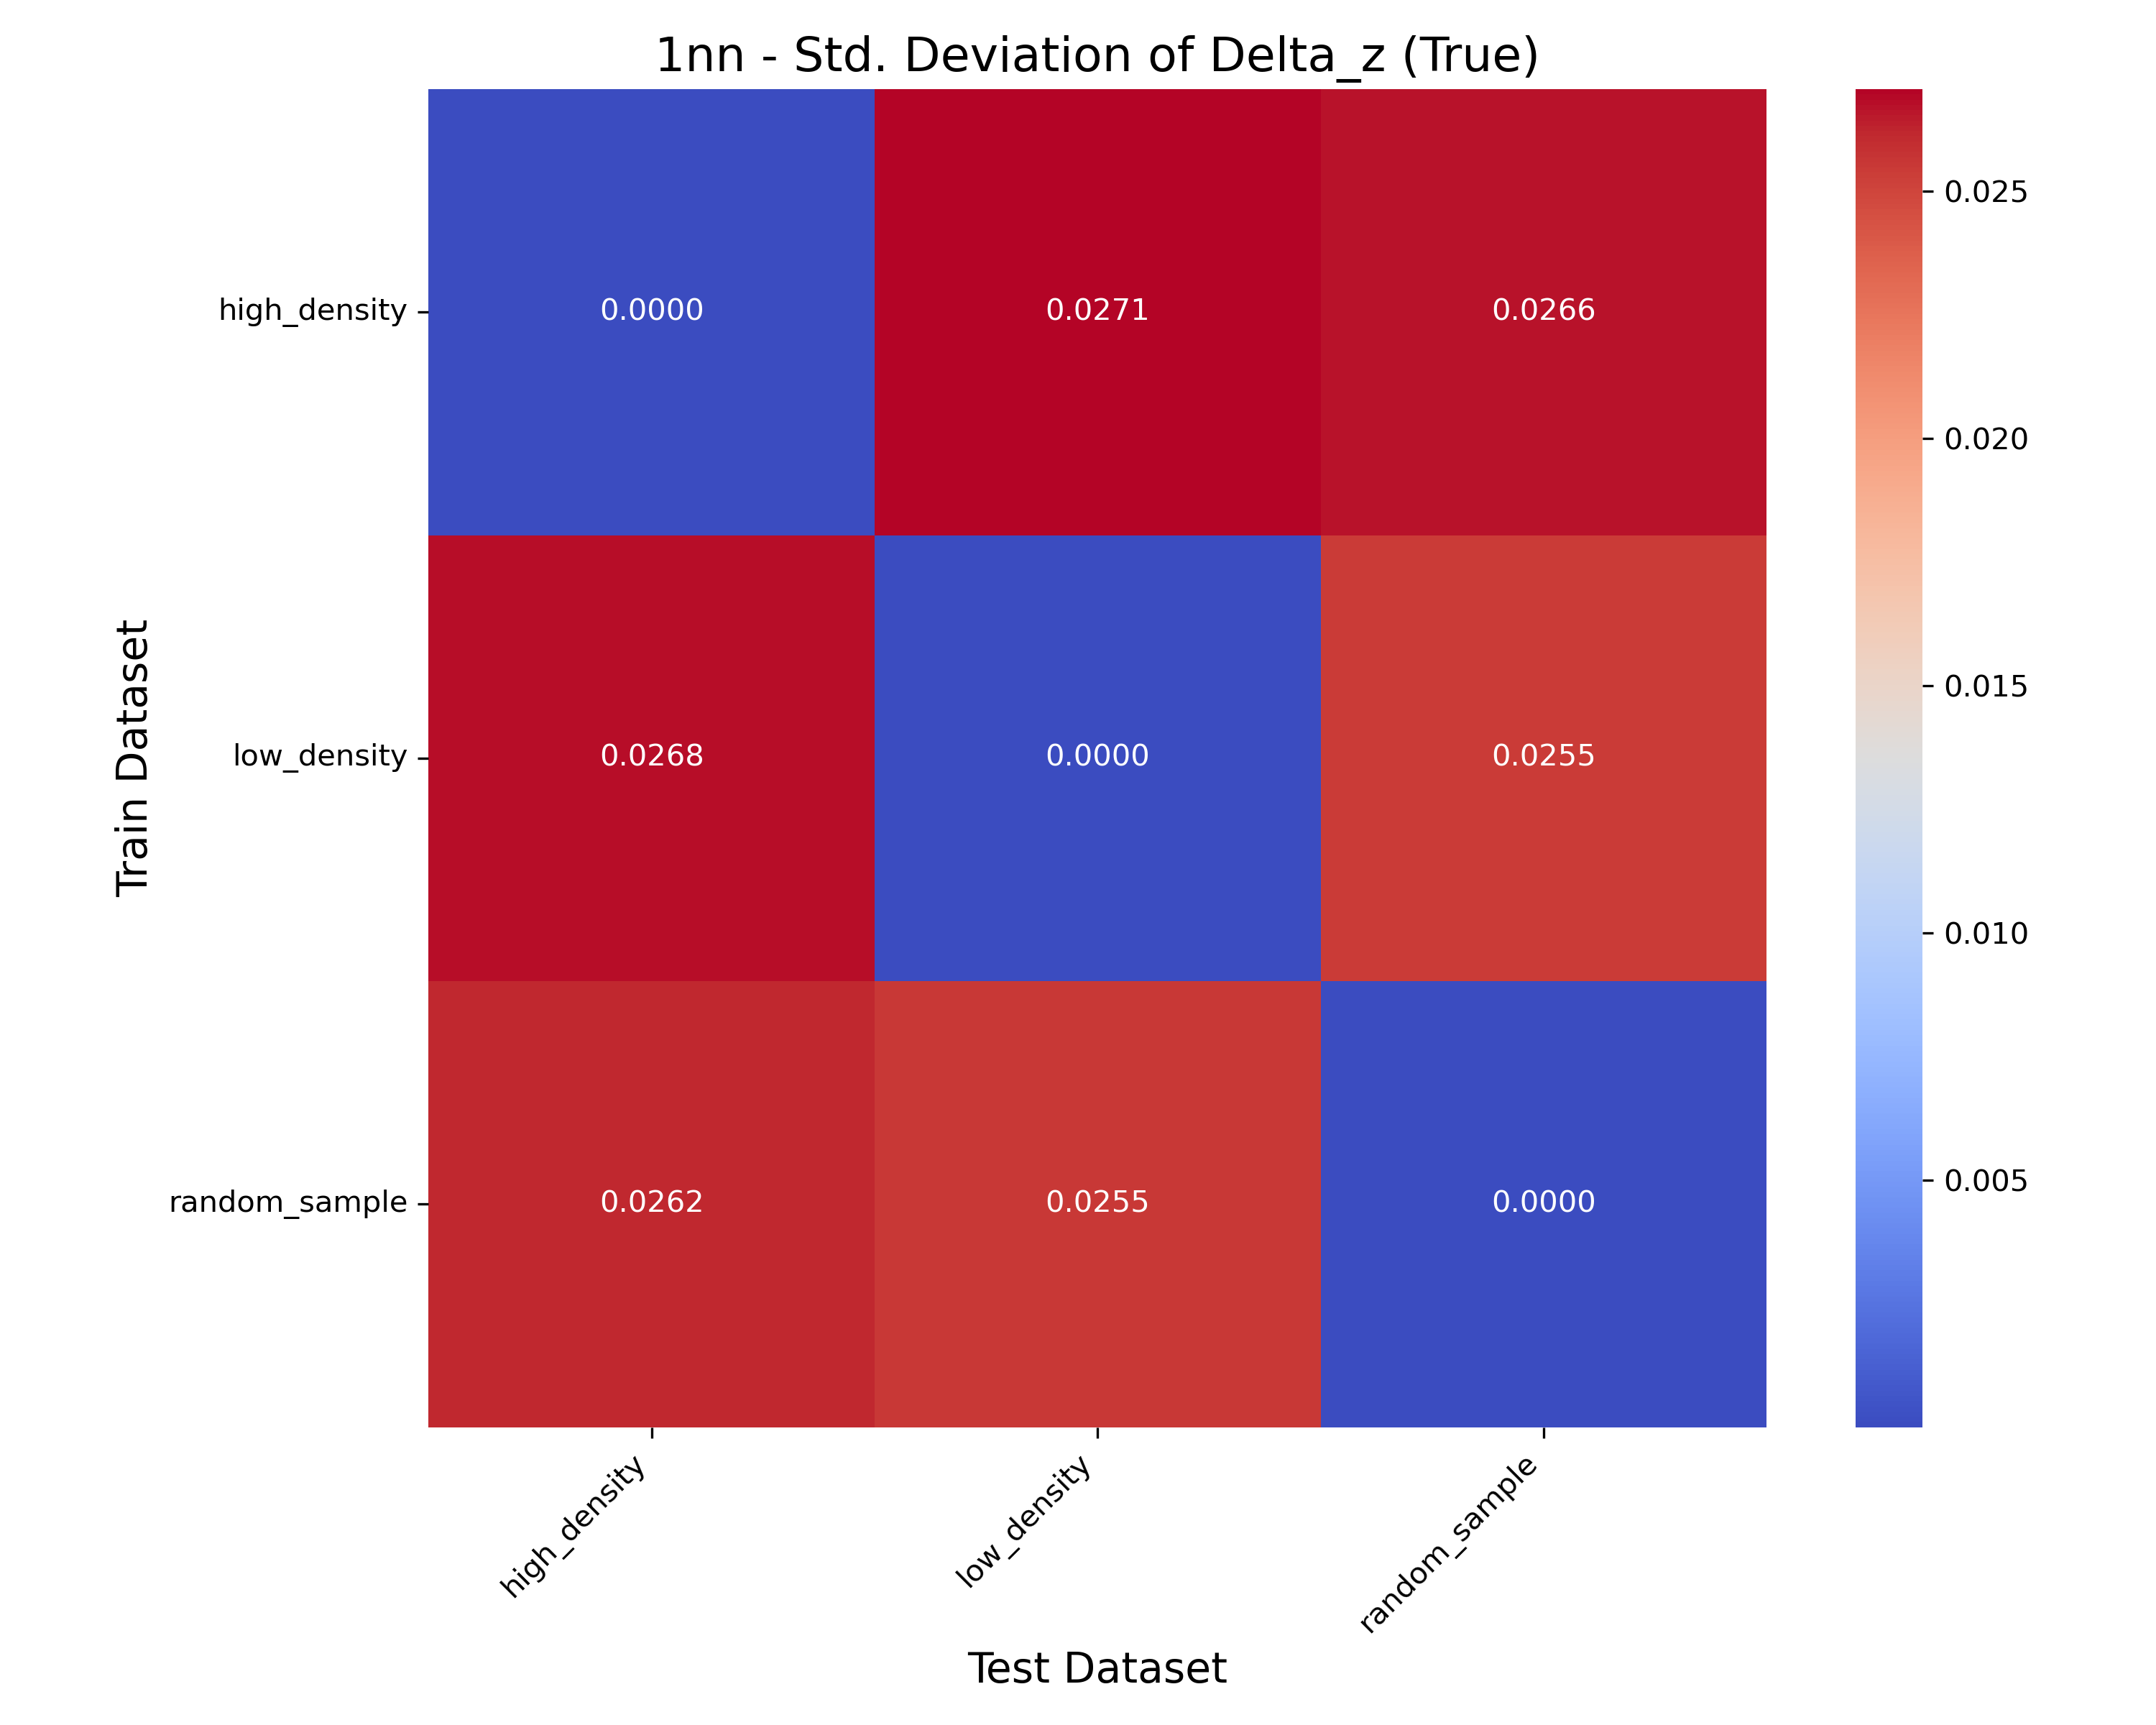 1nn - Std. Deviation of Delta_z (True)
Train Dataset
high_density
0.0000
0.0271
0.0266
low_density
0.0268
0.0000
0.0255
random_sample
0.0262
0.0255
0.0000
high_density
low_density
random_sample
Test Dataset
0.025
0.020
0.015
0.010
0.005